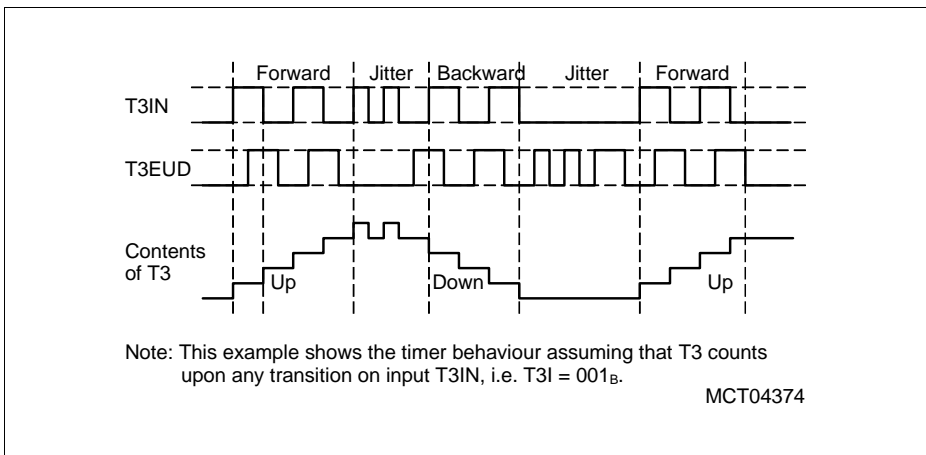 Forward Jitter Backward Jitter Forward
T3IN
T3EUD
Contents
of T3
Up Down Up
Note: This example shows the timer behaviour assuming that T3 counts
upon any transition on input T3IN, i.e. T3I = 001B.
MCT04374